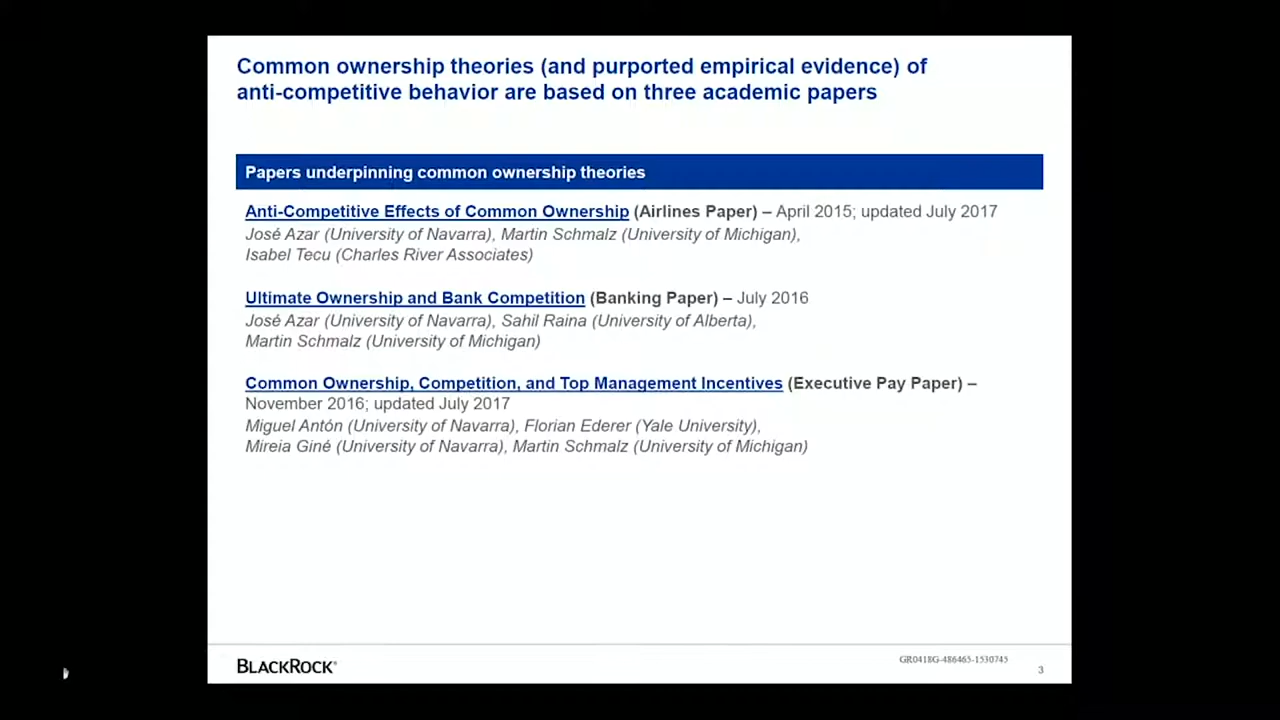 Common ownership theories (and purported empirical evidence) of
anti-competitive behavior are based on three academic papers
Papers underpinning common ownership theories
Anti-Competitive Effects of Common Ownership (Airlines Paper) – April 2015; updated July 2017
José Azar (University of Navarra), Martin Schmalz (University of Michigan),
Isabel Tecu (Charles River Associates)
Ultimate Ownership and Bank Competition (Banking Paper) – July 2016
José Azar (University of Navarra), Sahil Raina (University of Alberta),
Martin Schmalz (University of Michigan)
Common Ownership, Competition, and Top Management Incentives (Executive Pay Paper) –
November 2016; updated July 2017
Miguel Antón (University of Navarra), Florian Ederer (Yale University),
Mireia Giné (University of Navarra), Martin Schmalz (University of Michigan)
BLACKROCK®
GR0418G-486465-1530745
3